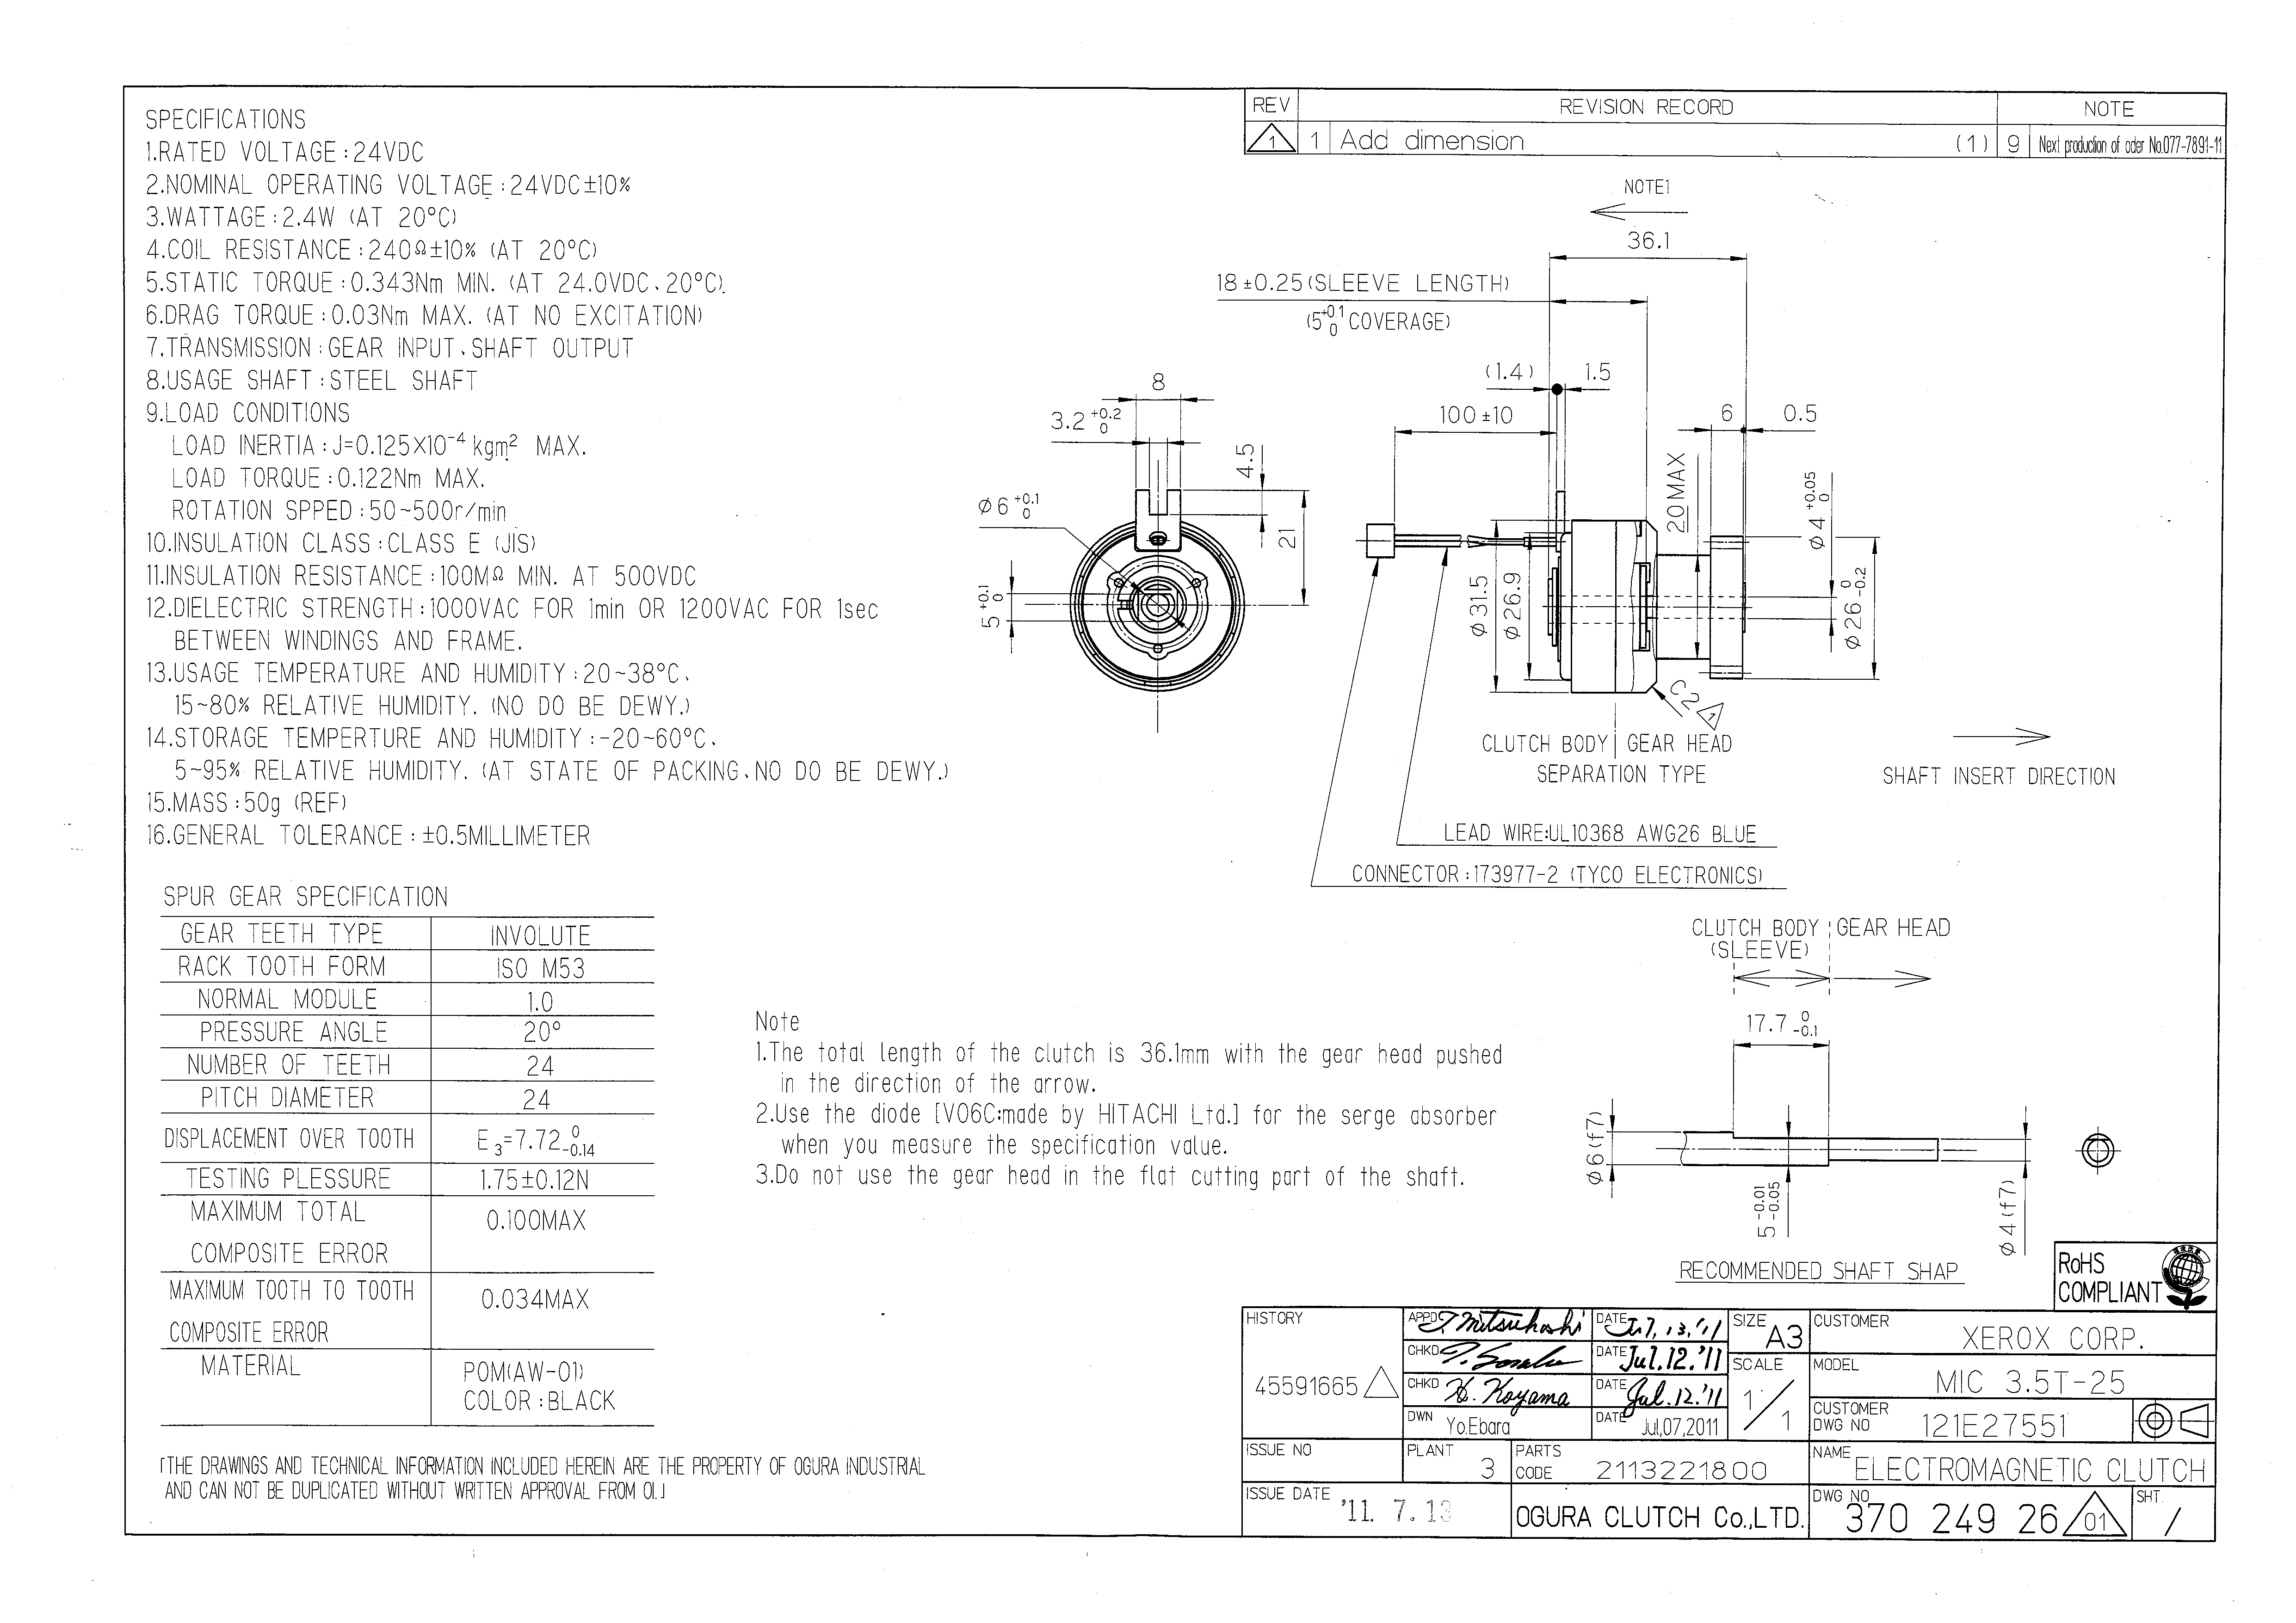 SPECIFICATIONS
1.RATED VOLTAGE:24VDC
2.NOMINAL OPERATING VOLTAGE:24VDC±10%
3.WATTAGE:2.4W (AT 20°C)
4.COIL RESISTANCE:240Ω±10% (AT 20°C)
5.STATIC TORQUE:0.343Nm MIN. (AT 24.0VDC、20°C).
6.DRAG TORQUE:0.03Nm MAX. (AT NO EXCITATION)
7.TRANSMISSION:GEAR INPUT、SHAFT OUTPUT
8.USAGE SHAFT:STEEL SHAFT
9.LOAD CONDITIONS
LOAD INERTIA:J=0.125X10⁻⁴ kgm² MAX.
LOAD TORQUE:0.122Nm MAX.
ROTATION SPPED:50~500r/min
10.INSULATION CLASS:CLASS E (JIS)
11.INSULATION RESISTANCE:100MΩ MIN. AT 500VDC
12.DIELECTRIC STRENGTH:1000VAC FOR 1min OR 1200VAC FOR 1sec
BETWEEN WINDINGS AND FRAME.
13.USAGE TEMPERATURE AND HUMIDITY:20~38°C、
15~80% RELATIVE HUMIDITY. (NO DO BE DEWY.)
14.STORAGE TEMPERTURE AND HUMIDITY:-20~60°C、
5~95% RELATIVE HUMIDITY. (AT STATE OF PACKING、NO DO BE DEWY.)
15.MASS:50g (REF)
16.GENERAL TOLERANCE:±0.5MILLIMETER
SPUR GEAR SPECIFICATION
GEAR TEETH TYPE INVOLUTE
RACK TOOTH FORM ISO M53
NORMAL MODULE 1.0
PRESSURE ANGLE 20°
NUMBER OF TEETH 24
PITCH DIAMETER 24
DISPLACEMENT OVER TOOTH E3=7.72 0 -0.14
TESTING PLESSURE 1.75±0.12N
MAXIMUM TOTAL
COMPOSITE ERROR 0.100MAX
MAXIMUM TOOTH TO TOOTH
COMPOSITE ERROR 0.034MAX
MATERIAL POM(AW-01)
COLOR:BLACK
「THE DRAWINGS AND TECHNICAL INFORMATION INCLUDED HEREIN ARE THE PROPERTY OF OGURA INDUSTRIAL
AND CAN NOT BE DUPLICATED WITHOUT WRITTEN APPROVAL FROM OI.」
Note
1.The total length of the clutch is 36.1mm with the gear head pushed
in the direction of the arrow.
2.Use the diode [V06C:made by HITACHI Ltd.] for the serge absorber
when you measure the specification value.
3.Do not use the gear head in the flat cutting part of the shaft.
REV REVISION RECORD NOTE
1 1 Add dimension (1) 9 Next production of oder No.077-7891-11
NOTE1
36.1
18±0.25(SLEEVE LENGTH)
(5 +0.1 0 COVERAGE)
(1.4) 1.5
100±10
6 0.5
8
3.2 +0.2 0
4.5
21
ø6 +0.1 0
5 +0.1 0
20MAX
ø4 +0.05 0
ø26 0 -0.2
ø31.5
ø26.9
C2 1
CLUTCH BODY GEAR HEAD
SEPARATION TYPE
SHAFT INSERT DIRECTION
LEAD WIRE:UL10368 AWG26 BLUE
CONNECTOR:173977-2 (TYCO ELECTRONICS)
CLUTCH BODY GEAR HEAD
(SLEEVE)
17.7 0 -0.1
ø6(f7)
5 -0.01 -0.05
ø4(f7)
RECOMMENDED SHAFT SHAP
RoHS
COMPLIANT
HISTORY
45591665
APPD T. Mitsuhashi DATE Jul, 13, '11
CHKD DATE Jul.12.'11
CHKD H. Koyama DATE Jul.12.'11
DWN Yo.Ebara DATE Jul,07,2011
SIZE A3
SCALE 1/1
CUSTOMER XEROX CORP.
MODEL MIC 3.5T-25
CUSTOMER
DWG NO 121E27551
ISSUE NO
PLANT 3
PARTS
CODE 2113221800
NAME ELECTROMAGNETIC CLUTCH
ISSUE DATE '11. 7. 13
OGURA CLUTCH Co.,LTD.
DWG NO 370 249 26 01
SHT. /